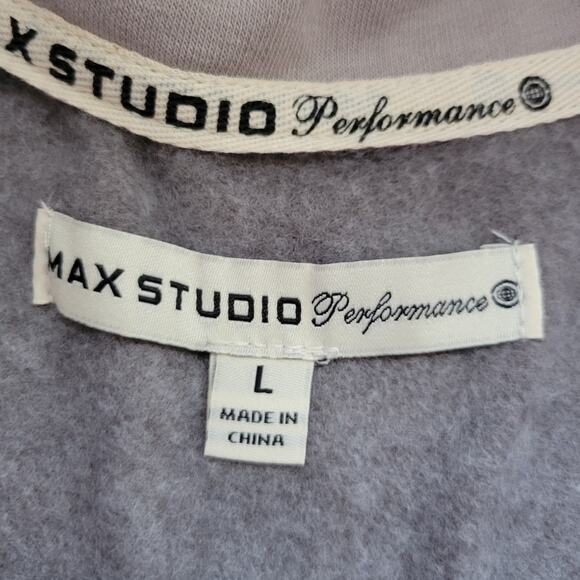 X STUDIO Performance
MAX STUDIO Performance
L
MADE IN
CHINA